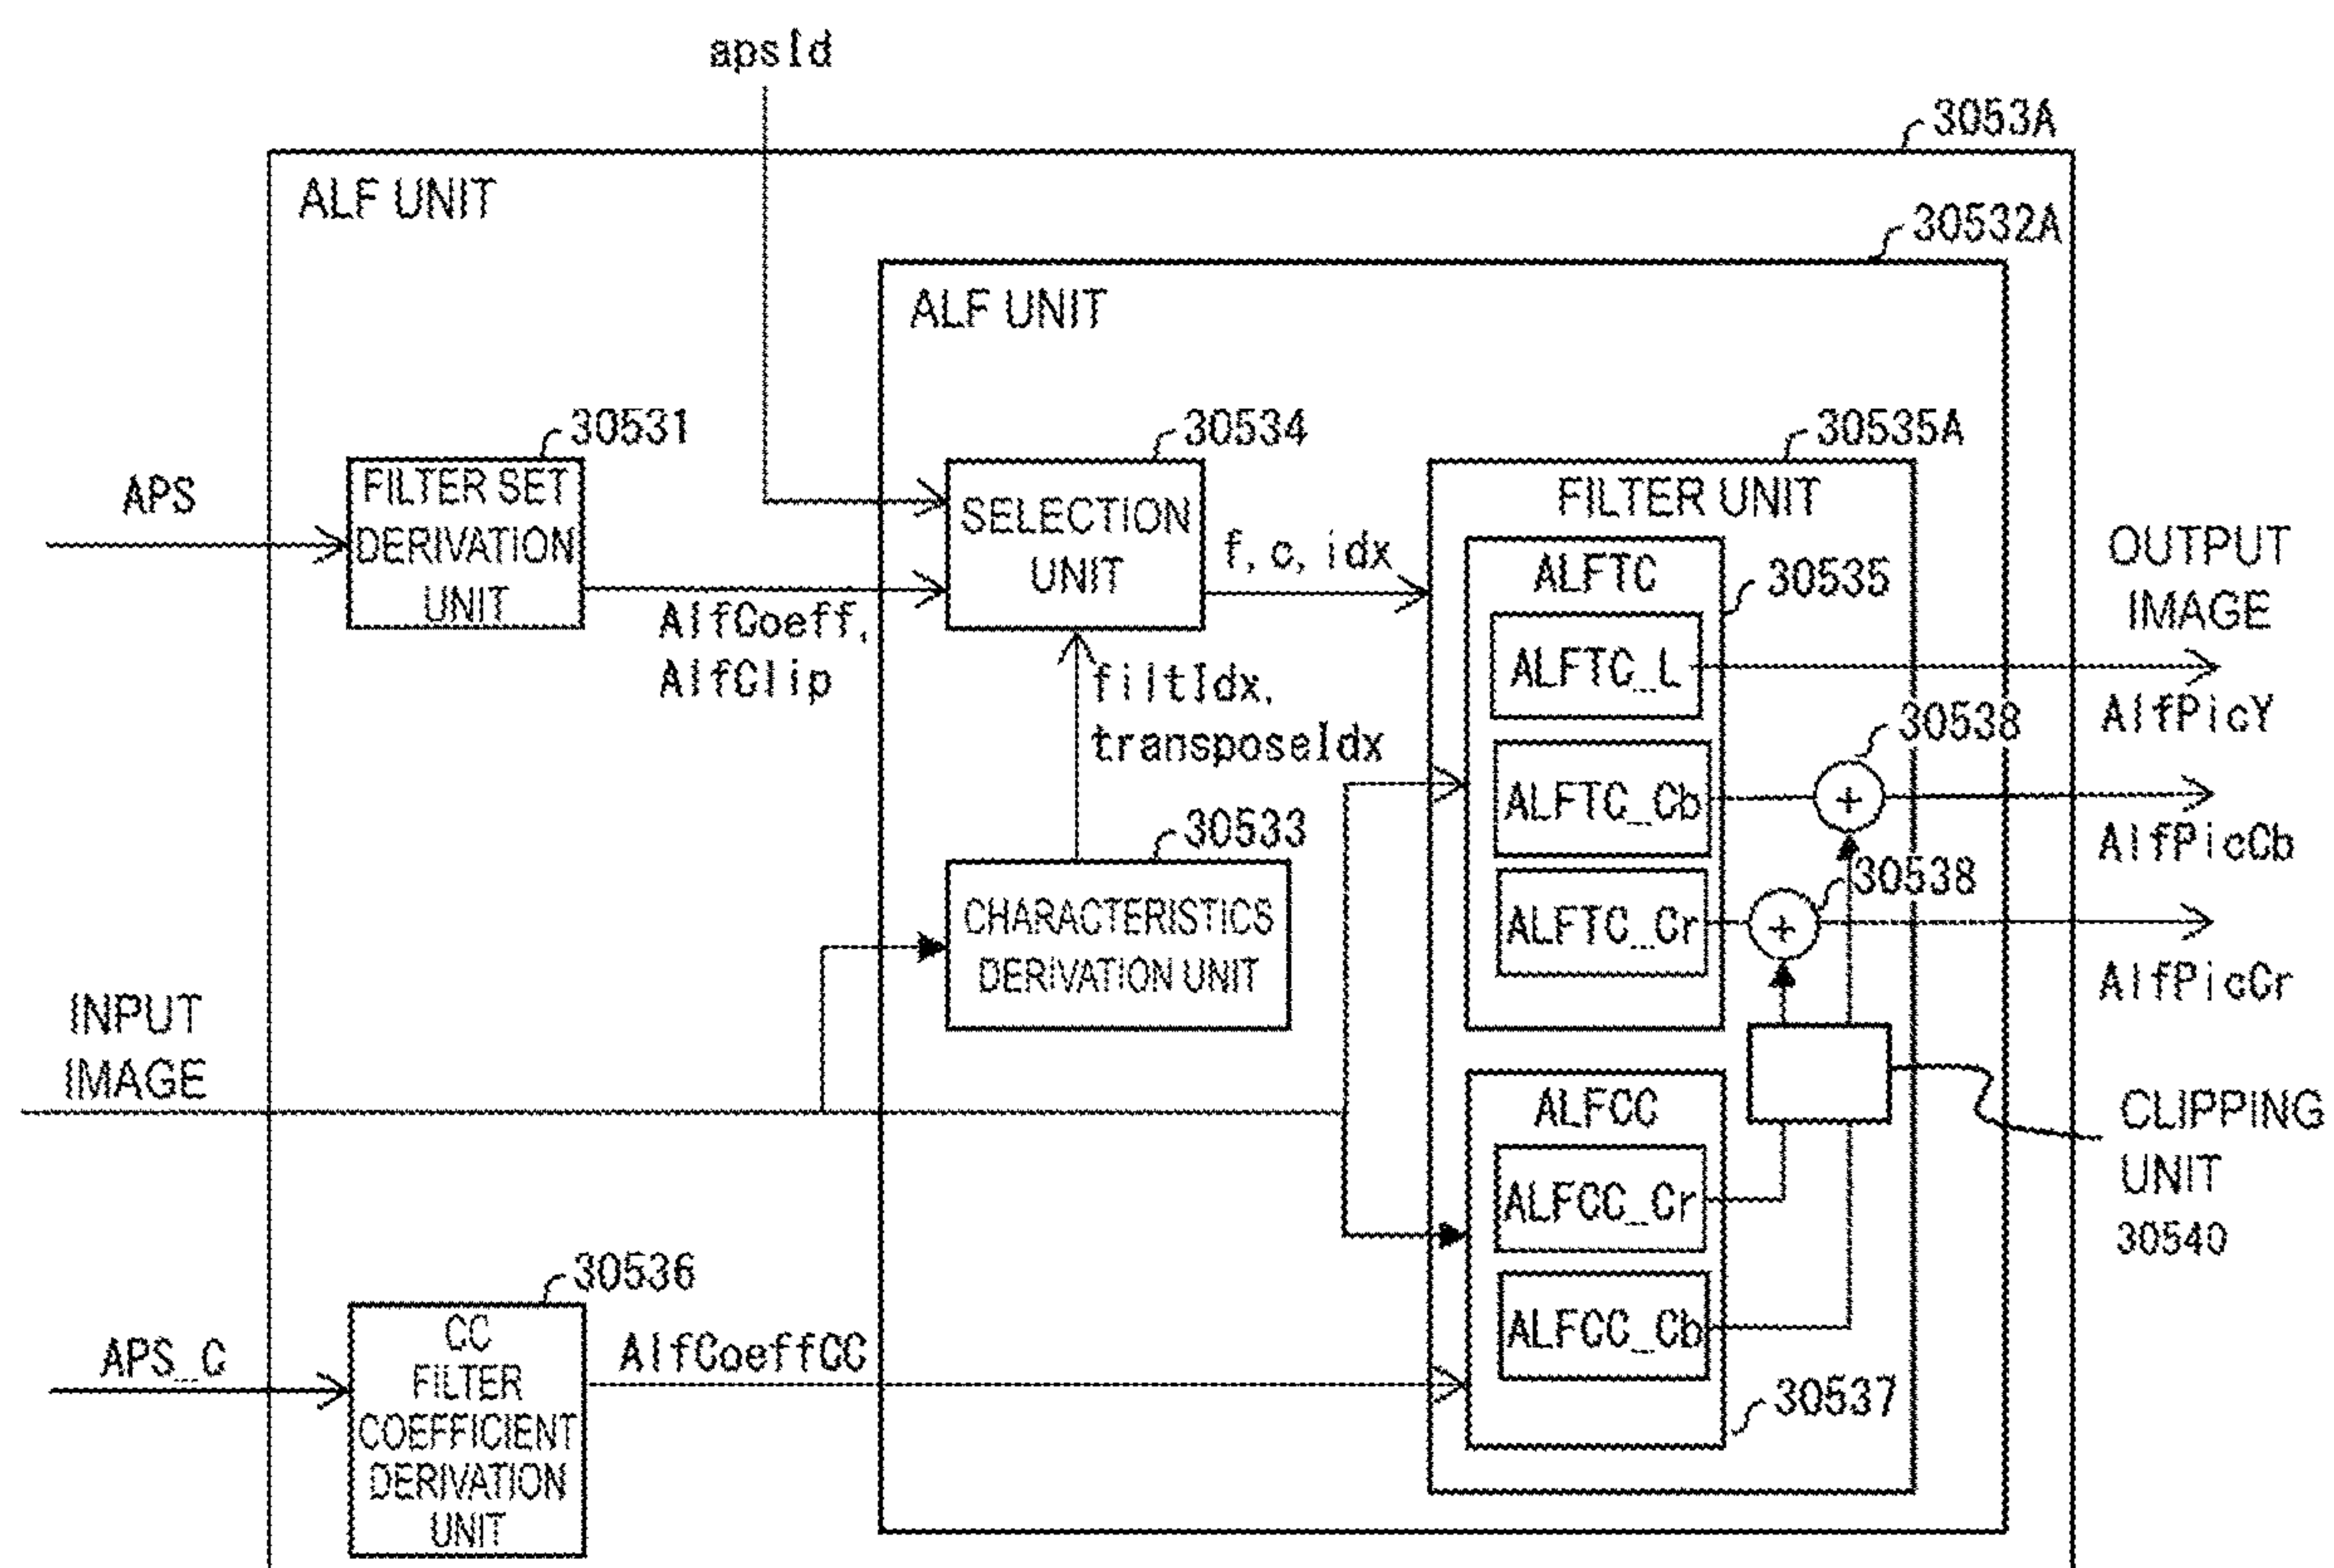 apsId
3053A
ALF UNIT
30532A
ALF UNIT
30531
30534
30535A
APS
FILTER SET
DERIVATION
UNIT
SELECTION
UNIT
FILTER UNIT
f, c, idx
ALFTC
30535
OUTPUT
IMAGE
AlfCoeff,
AlfClip
ALFTC_L
filtIdx,
transposeIdx
AlfPicY
30538
ALFTC_Cb
AlfPicCb
30533
30538
CHARACTERISTICS
DERIVATION UNIT
ALFTC_Cr
AlfPicCr
INPUT
IMAGE
ALFCC
CLIPPING
UNIT
30540
ALFCC_Cr
30536
ALFCC_Cb
APS_C
CC
FILTER
COEFFICIENT
DERIVATION
UNIT
AlfCoeffCC
30537